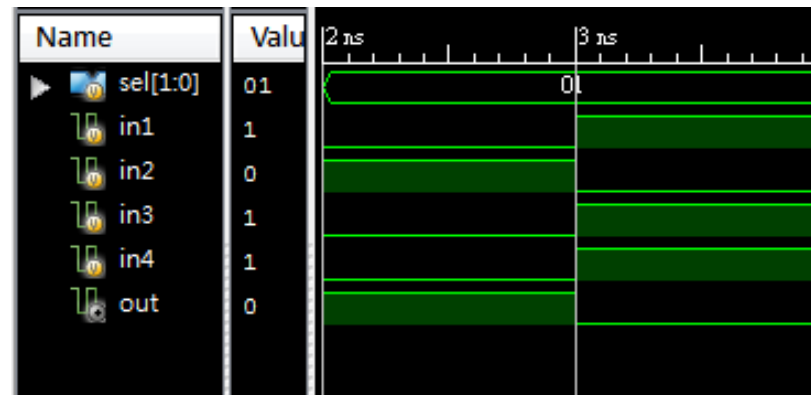 Name Valu 2 ns 3 ns
sel[1:0] 01 01
in1 1
in2 0
in3 1
in4 1
out 0